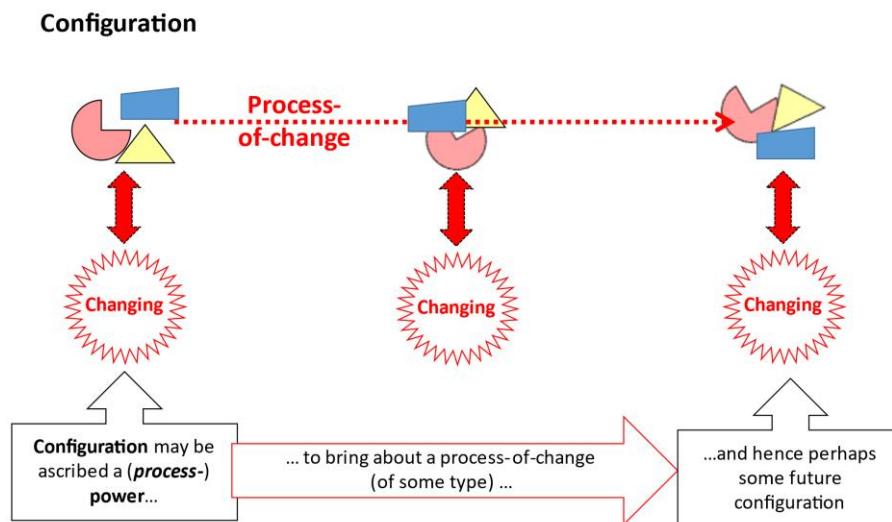 Configuration
Process-
of-change
Changing
Changing
Changing
Configuration may be
ascribed a (process-)
power...
... to bring about a process-of-change
(of some type) ...
...and hence perhaps
some future
configuration